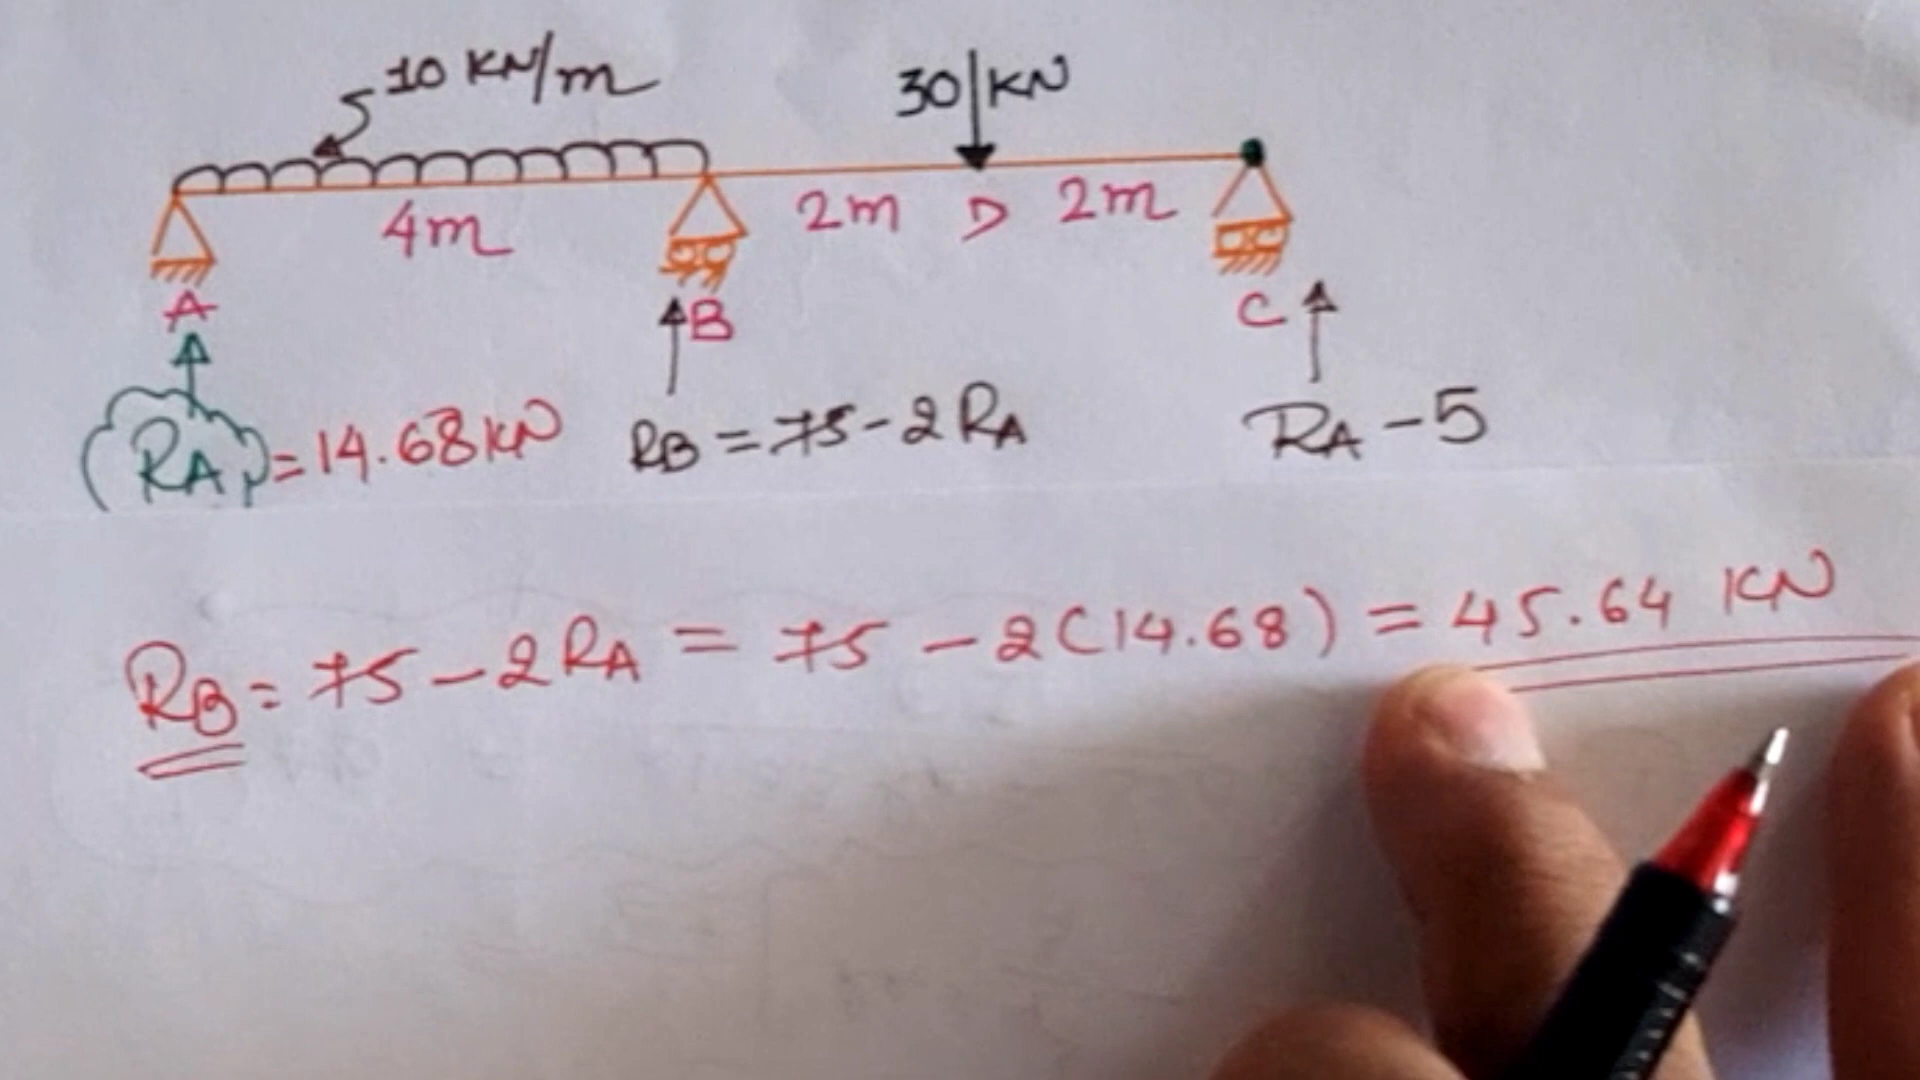 10 KN/m
30 KN
4m 2m D 2m
A B C
RA = 14.68 KN RB = 75 - 2RA RA - 5
RB = 75 - 2RA = 75 - 2(14.68) = 45.64 KN